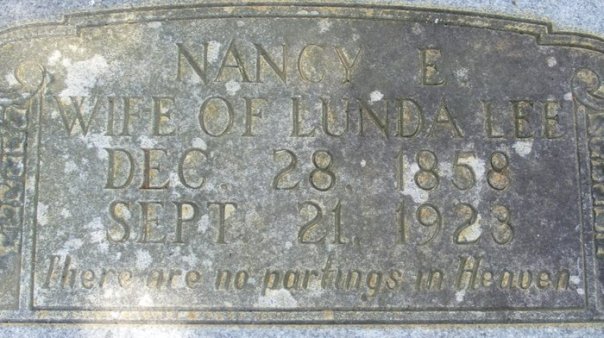 NANCY E
WIFE OF LUNDA LEE
DEC. 28, 1858
SEPT. 21, 1923
There are no partings in Heaven